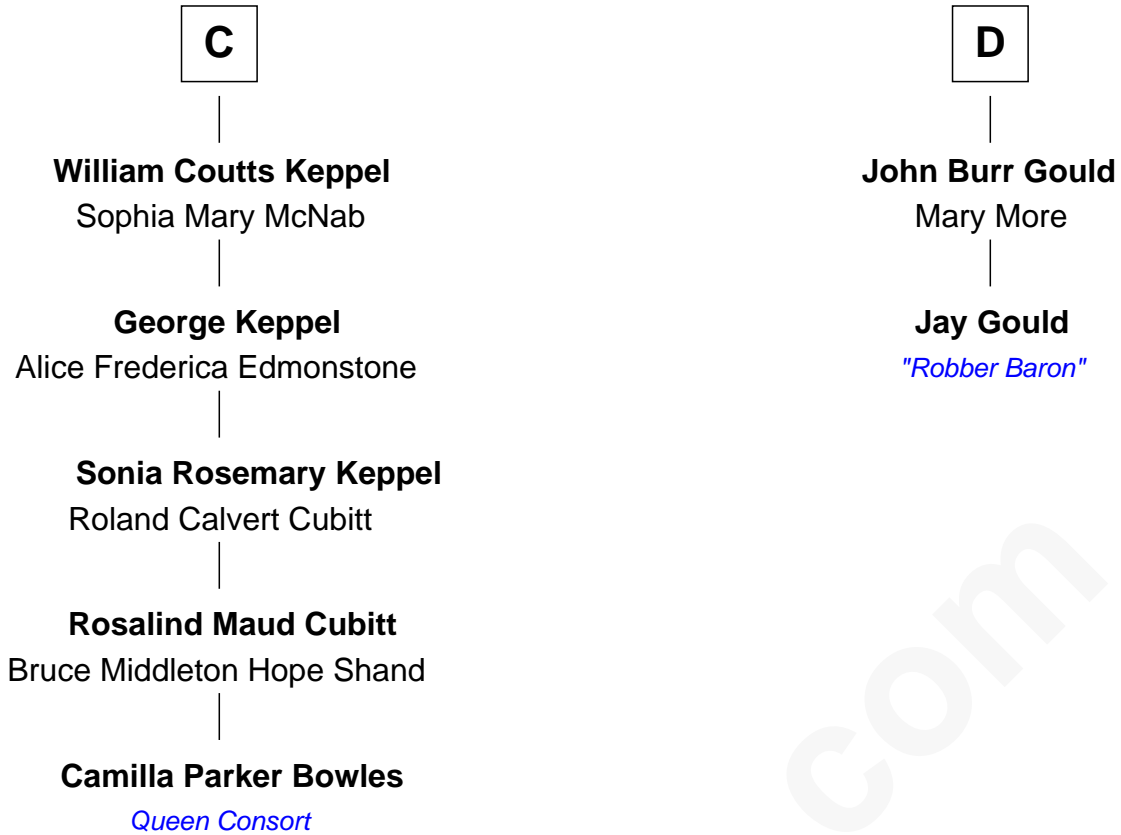 C
William Coutts Keppel
Sophia Mary McNab
George Keppel
Alice Frederica Edmonstone
Sonia Rosemary Keppel
Roland Calvert Cubitt
Rosalind Maud Cubitt
Bruce Middleton Hope Shand
Camilla Parker Bowles
Queen Consort
D
John Burr Gould
Mary More
Jay Gould
"Robber Baron"
com